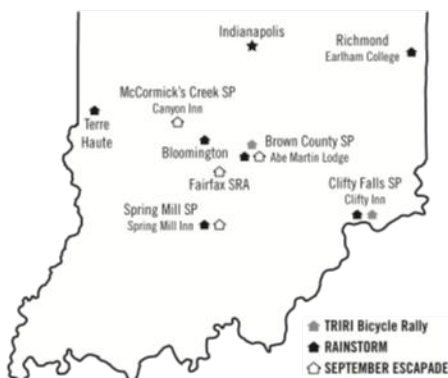 Indianapolis
Richmond
Earlham College
McCormick's Creek SP
Canyon Inn
Terre
Haute
Bloomington
Brown County SP
Abe Martin Lodge
Fairfax SRA
Clifty Falls SP
Clifty Inn
Spring Mill SP
Spring Mill Inn
TRIRI Bicycle Rally
RAINSTORM
SEPTEMBER ESCAPADE